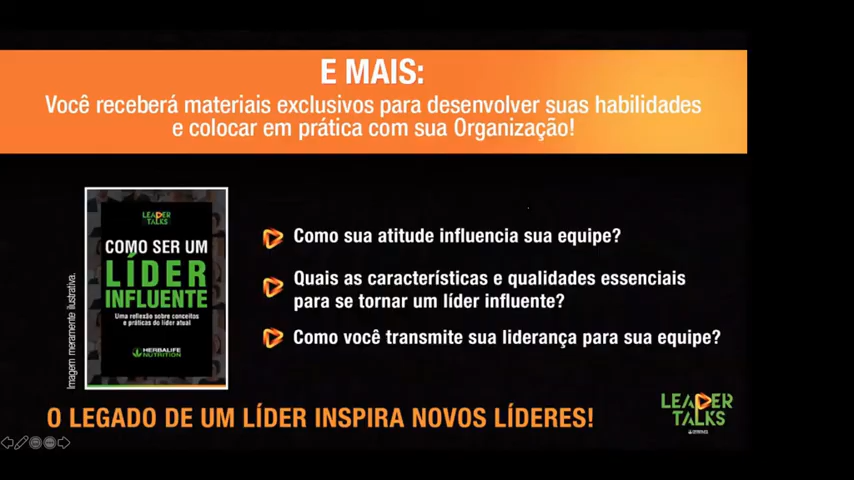 E MAIS:
Você receberá materiais exclusivos para desenvolver suas habilidades
e colocar em prática com sua Organização!
LEADER
TALKS
COMO SER UM
LÍDER
INFLUENTE
Uma reflexão sobre conceitos
e práticas do líder atual
HERBALIFE
NUTRITION
Imagem meramente ilustrativa.
Como sua atitude influencia sua equipe?
Quais as características e qualidades essenciais
para se tornar um líder influente?
Como você transmite sua liderança para sua equipe?
O LEGADO DE UM LÍDER INSPIRA NOVOS LÍDERES!
LEADER
TALKS